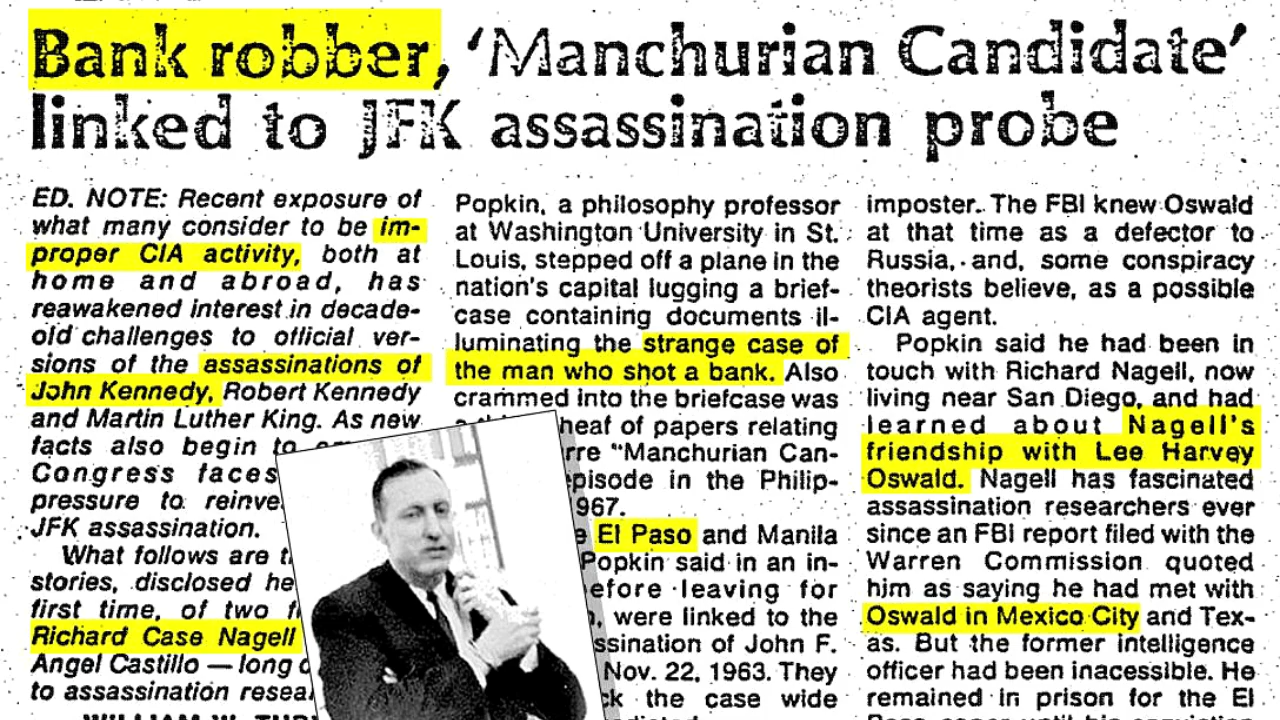 Bank robber, 'Manchurian Candidate'
linked to JFK assassination probe
ED. NOTE: Recent exposure of
what many consider to be im-
proper CIA activity, both at
home and abroad, has
reawakened interest in decade-
old challenges to official ver-
sions of the assassinations of
John Kennedy, Robert Kennedy
and Martin Luther King. As new
facts also begin to
Congress faces
pressure to
JFK assassination.
What follows are
stories, disclosed
first time, of two
Richard Case Nagell
Angel Castillo — long
to assassination
Popkin, a philosophy professor
at Washington University in St.
Louis, stepped off a plane in the
nation's capital lugging a brief-
case containing documents il-
luminating the strange case of
the man who shot a bank. Also
crammed into the briefcase was
heaf of papers relating
rre "Manchurian Can-
pisode in the Philip-
967.
e El Paso and Manila
Popkin said in an in-
efore leaving for
, were linked to the
ssination of John F.
Nov. 22, 1963. They
ck the case wide
imposter. The FBI knew Oswald
at that time as a defector to
Russia, and, some conspiracy
theorists believe, as a possible
CIA agent.
Popkin said he had been in
touch with Richard Nagell, now
living near San Diego, and had
learned about Nagell's
friendship with Lee Harvey
Oswald. Nagell has fascinated
assassination researchers ever
since an FBI report filed with the
Warren Commission quoted
him as saying he had met with
Oswald in Mexico City and Tex-
as. But the former intelligence
officer had been inacessible. He
remained in prison for the El